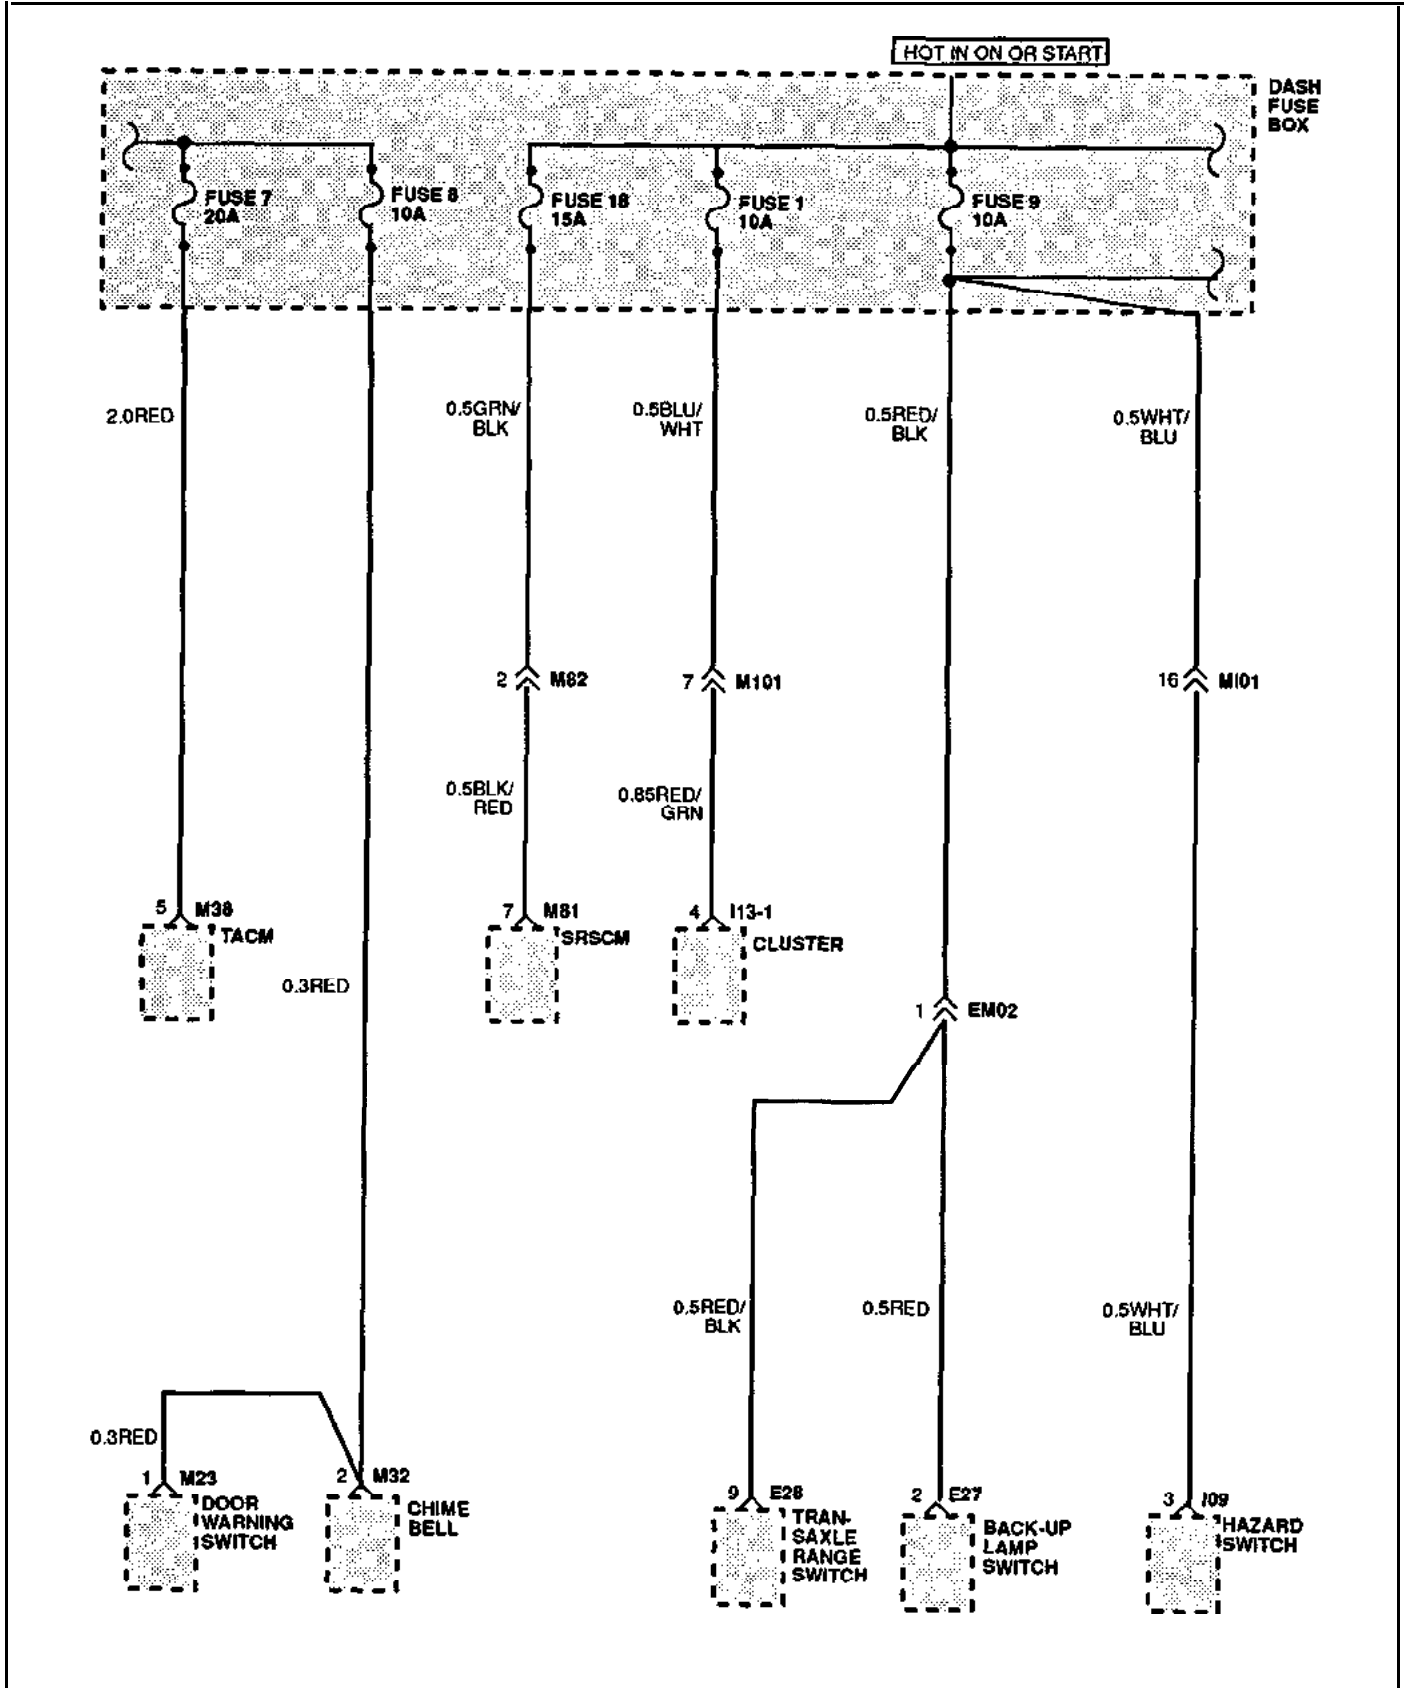 HOT IN ON OR START
DASH
FUSE
BOX
FUSE 7
20A
FUSE 8
10A
FUSE 18
15A
FUSE 1
10A
FUSE 9
10A
2.0RED
0.5GRN/
BLK
0.5BLU/
WHT
0.5RED/
BLK
0.5WHT/
BLU
2 M82
7 M101
16 MI01
0.5BLK/
RED
0.85RED/
GRN
5 M38
TACM
7 M81
SRSCM
4 I13-1
CLUSTER
0.3RED
1 EM02
0.5RED/
BLK
0.5RED
0.5WHT/
BLU
0.3RED
1 M23
DOOR
WARNING
SWITCH
2 M32
CHIME
BELL
9 E28
TRAN-
SAXLE
RANGE
SWITCH
2 E27
BACK-UP
LAMP
SWITCH
3 I09
HAZARD
SWITCH